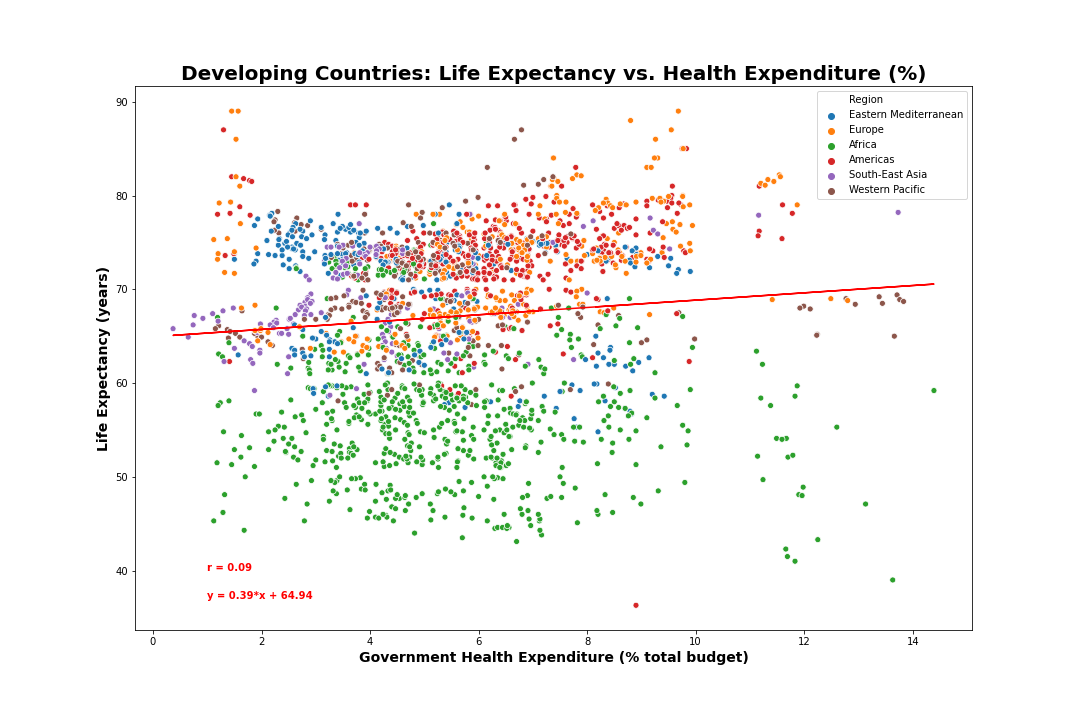 Developing Countries: Life Expectancy vs. Health Expenditure (%)
Region
Eastern Mediterranean
Europe
Africa
Americas
South-East Asia
Western Pacific
90
80
70
60
50
40
Life Expectancy (years)
r = 0.09
y = 0.39*x + 64.94
0 2 4 6 8 10 12 14
Government Health Expenditure (% total budget)